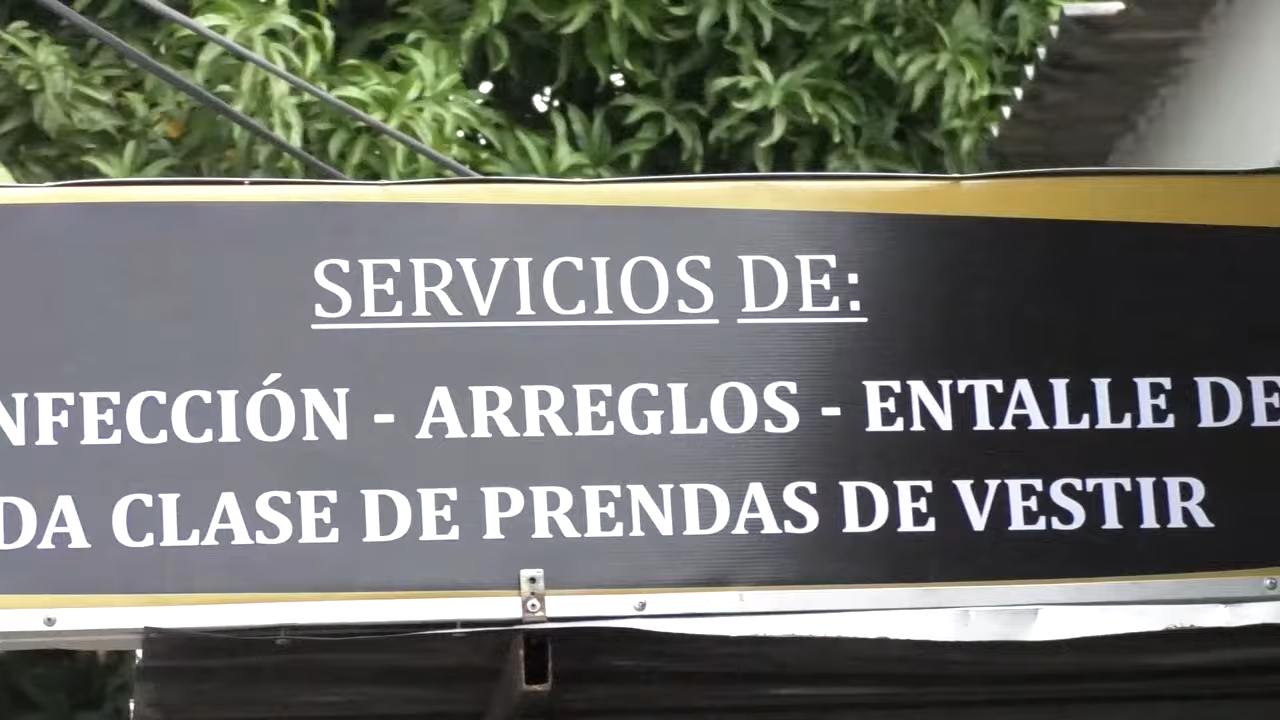 SERVICIOS DE:
NFECCIÓN - ARREGLOS - ENTALLE DE
DA CLASE DE PRENDAS DE VESTIR